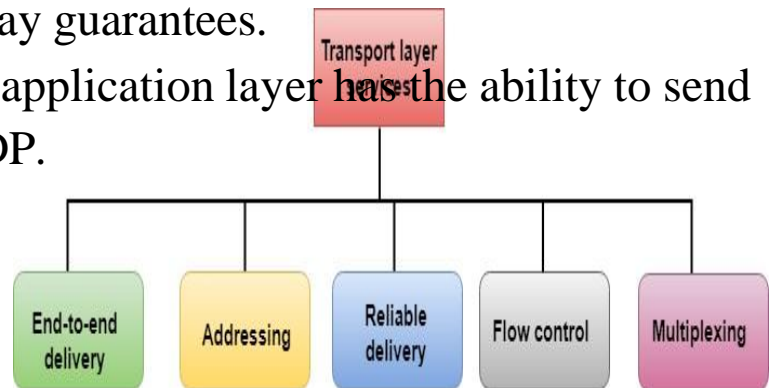 ay guarantees.
Transport layer
services
application layer has the ability to send
DP.
End-to-end
delivery
Addressing
Reliable
delivery
Flow control
Multiplexing